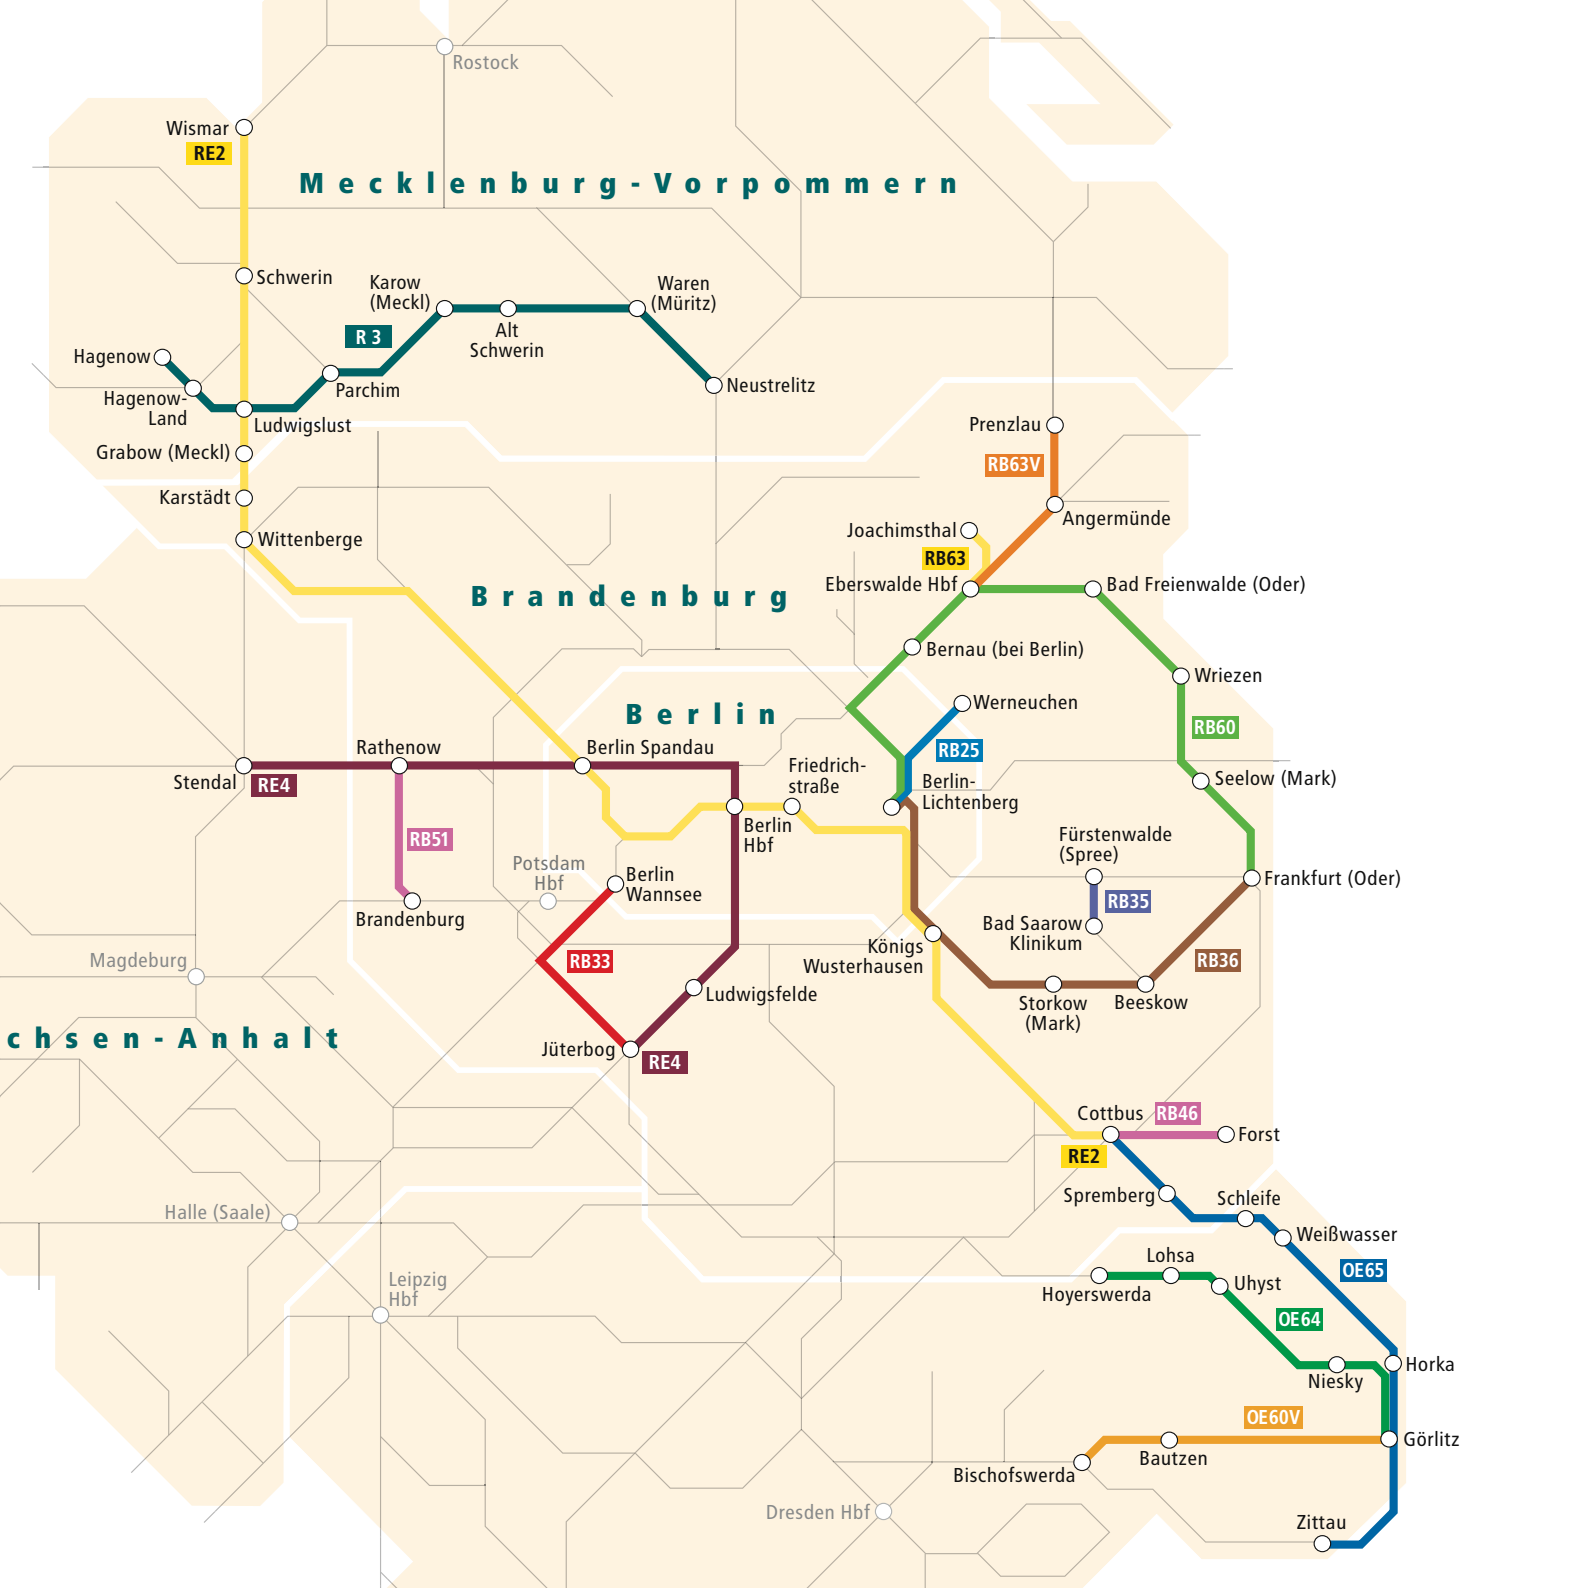 Rostock
Wismar
RE2
Mecklenburg-Vorpommern
Schwerin
Karow
(Meckl)
Waren
(Müritz)
R 3
Alt
Schwerin
Hagenow
Parchim
Neustrelitz
Hagenow-
Land
Ludwigslust
Prenzlau
Grabow (Meckl)
RB63V
Karstädt
Angermünde
Joachimsthal
Wittenberge
RB63
Eberswalde Hbf
Bad Freienwalde (Oder)
Brandenburg
Bernau (bei Berlin)
Wriezen
Werneuchen
Berlin
RB60
Rathenow
Berlin Spandau
RB25
Stendal
RE4
Friedrich-
straße
Berlin-
Lichtenberg
Seelow (Mark)
RB51
Berlin
Hbf
Fürstenwalde
(Spree)
Potsdam
Hbf
Berlin
Wannsee
Frankfurt (Oder)
RB35
Brandenburg
Bad Saarow
Klinikum
Königs
Wusterhausen
Magdeburg
RB33
RB36
Ludwigsfelde
Storkow
(Mark)
Beeskow
chsen-Anhalt
Jüterbog
RE4
Cottbus
RB46
Forst
RE2
Spremberg
Schleife
Halle (Saale)
Weißwasser
Lohsa
OE65
Leipzig
Hbf
Hoyerswerda
Uhyst
OE64
Horka
Niesky
OE60V
Görlitz
Bautzen
Bischofswerda
Dresden Hbf
Zittau